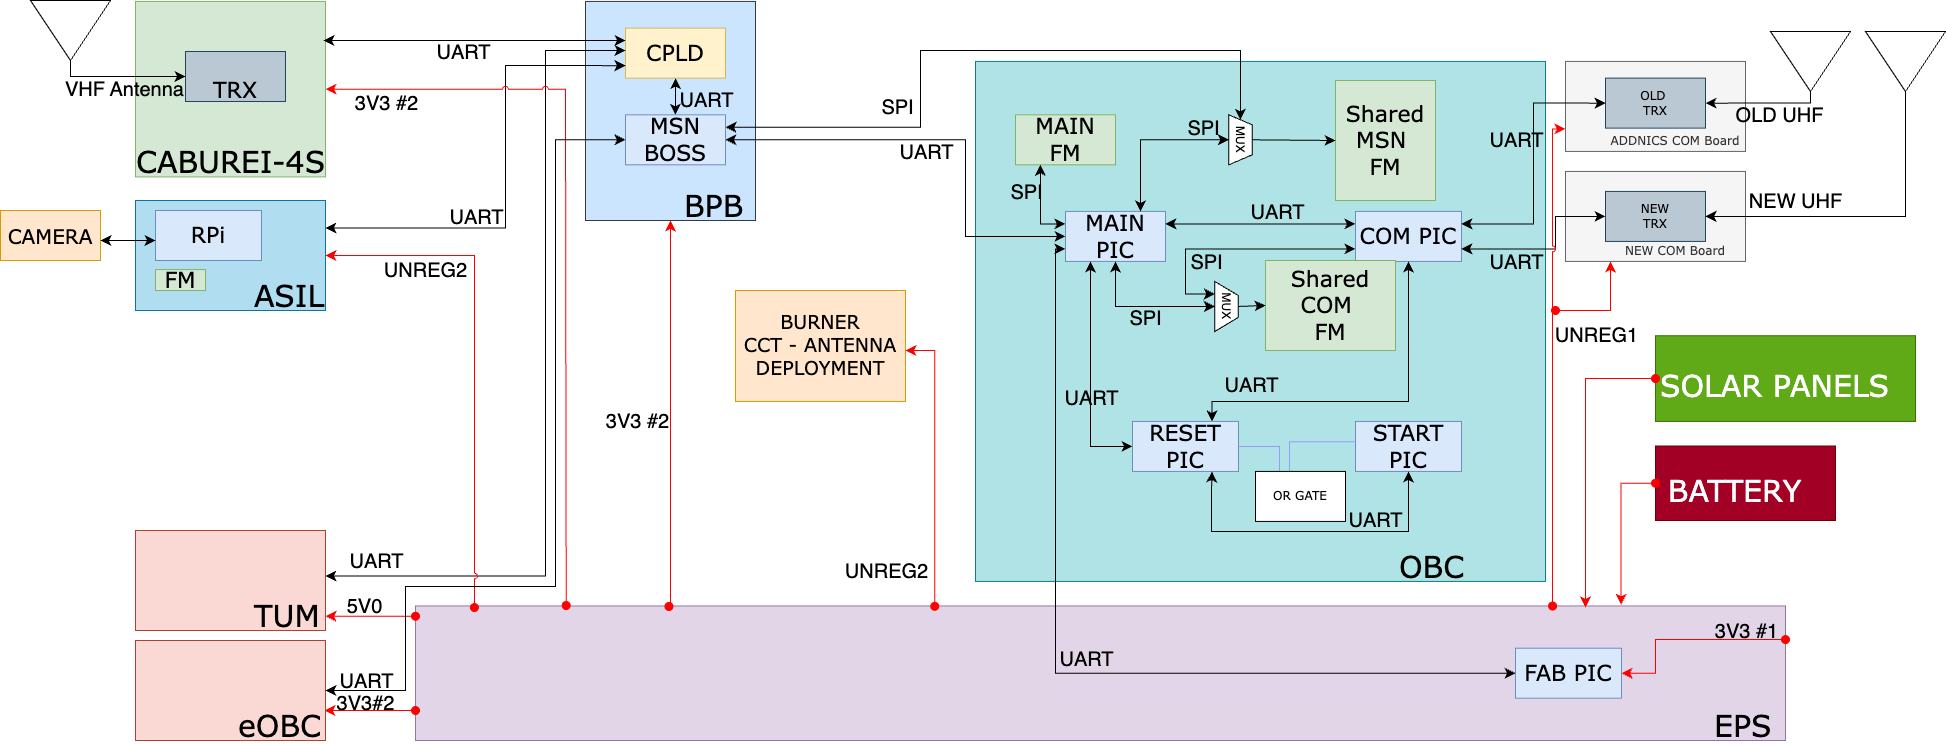 VHF Antenna
TRX
CABUREI-4S
UART
3V3 #2
CPLD
UART
MSN
BOSS
BPB
CAMERA
RPi
FM
ASIL
UART
UNREG2
SPI
UART
MAIN
FM
SPI
SPI
MUX
Shared
MSN
FM
MAIN
PIC
UART
COM PIC
SPI
SPI
MUX
Shared
COM
FM
UART
UART
RESET
PIC
START
PIC
OR GATE
UART
OBC
UART
OLD
TRX
ADDNICS COM Board
OLD UHF
UART
NEW
TRX
NEW COM Board
NEW UHF
UNREG1
SOLAR PANELS
BATTERY
BURNER
CCT - ANTENNA
DEPLOYMENT
3V3 #2
UNREG2
UART
5V0
TUM
UART
3V3#2
eOBC
UART
FAB PIC
3V3 #1
EPS